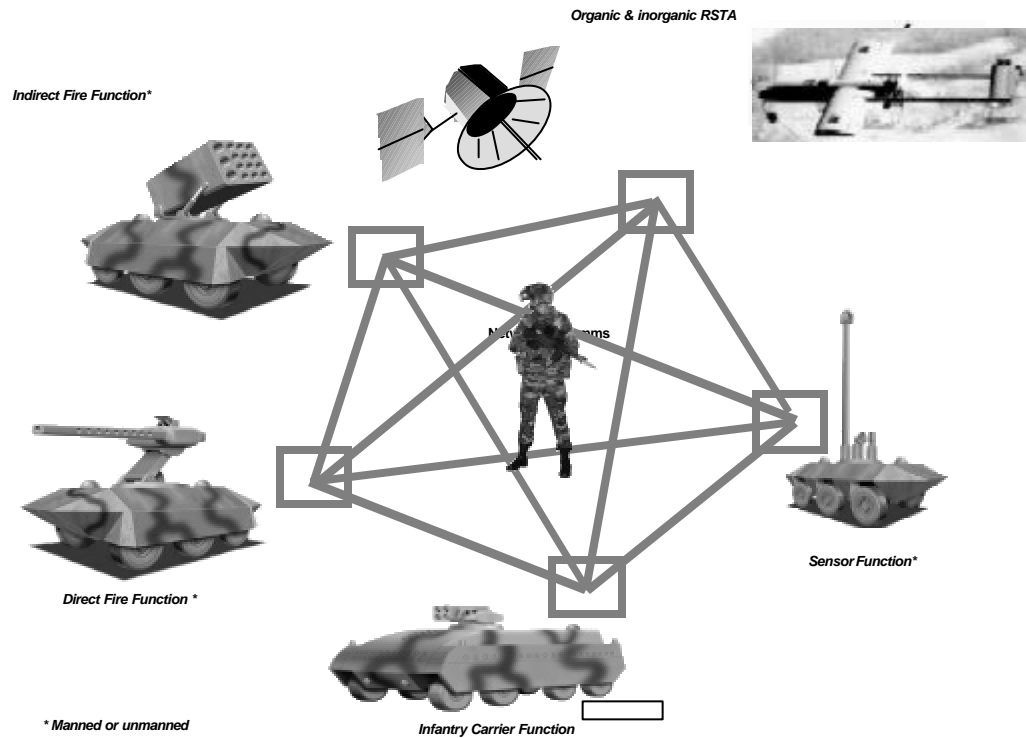 Organic & inorganic RSTA
Indirect Fire Function*
Sensor Function*
Direct Fire Function *
Infantry Carrier Function
* Manned or unmanned